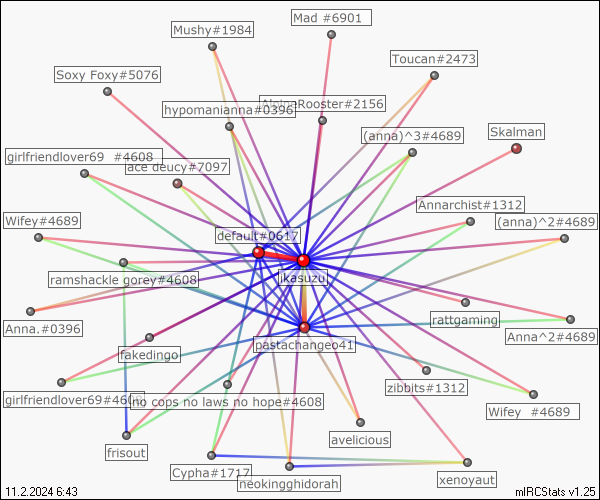 Mad #6901
Mushy#1984
Toucan#2473
Soxy Foxy#5076
AlpineRooster#2156
hypomanianna#0396
(anna)^3#4689
Skalman
girlfriendlover69 #4608
ace deucy#7097
Annarchist#1312
Wifey#4689
(anna)^2#4689
default#0617
ikasuzu
ramshackle gorey#4608
Anna.#0396
rattgaming
Anna^2#4689
pastachangeo41
fakedingo
zibbits#1312
girlfriendlover69#4608
no cops no laws no hope#4608
Wifey #4689
avelicious
frisout
Cypha#1717
neokingghidorah
xenoyaut
11.2.2024 6:43
mIRCStats v1.25